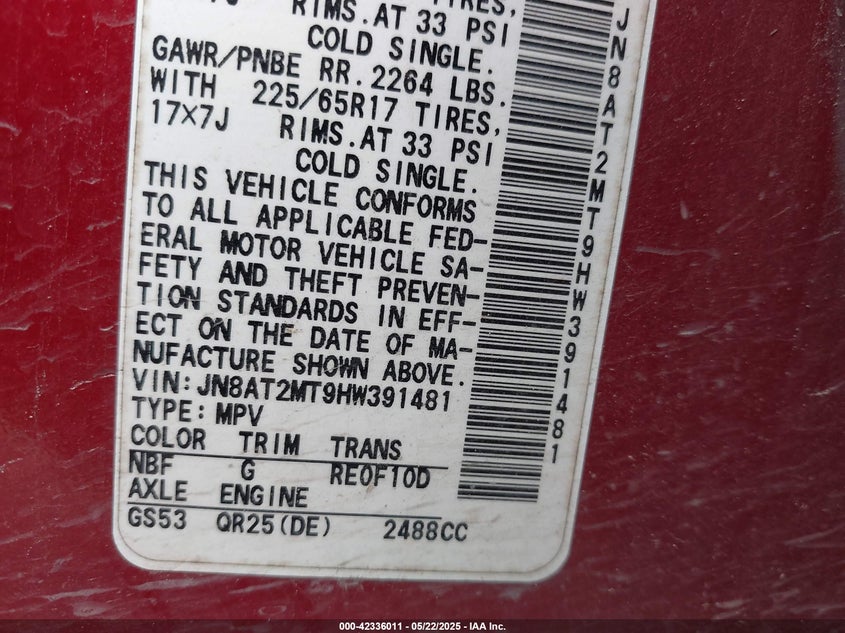 TIRES,
RIMS.AT 33 PSI
COLD SINGLE.
GAWR/PNBE RR.2264 LBS.
WITH 225/65R17 TIRES,
17X7J RIMS.AT 33 PSI
COLD SINGLE.
THIS VEHICLE CONFORMS
TO ALL APPLICABLE FED-
ERAL MOTOR VEHICLE SA-
FETY AND THEFT PREVEN-
TION STANDARDS IN EFF-
ECT ON THE DATE OF MA-
NUFACTURE SHOWN ABOVE.
VIN:JN8AT2MT9HW391481
TYPE:MPV
COLOR TRIM TRANS
NBF G RE0F10D
AXLE ENGINE
GS53 QR25(DE) 2488CC
JN8AT2MT9HW391481
000-42336011 - 05/22/2025 - IAA Inc.